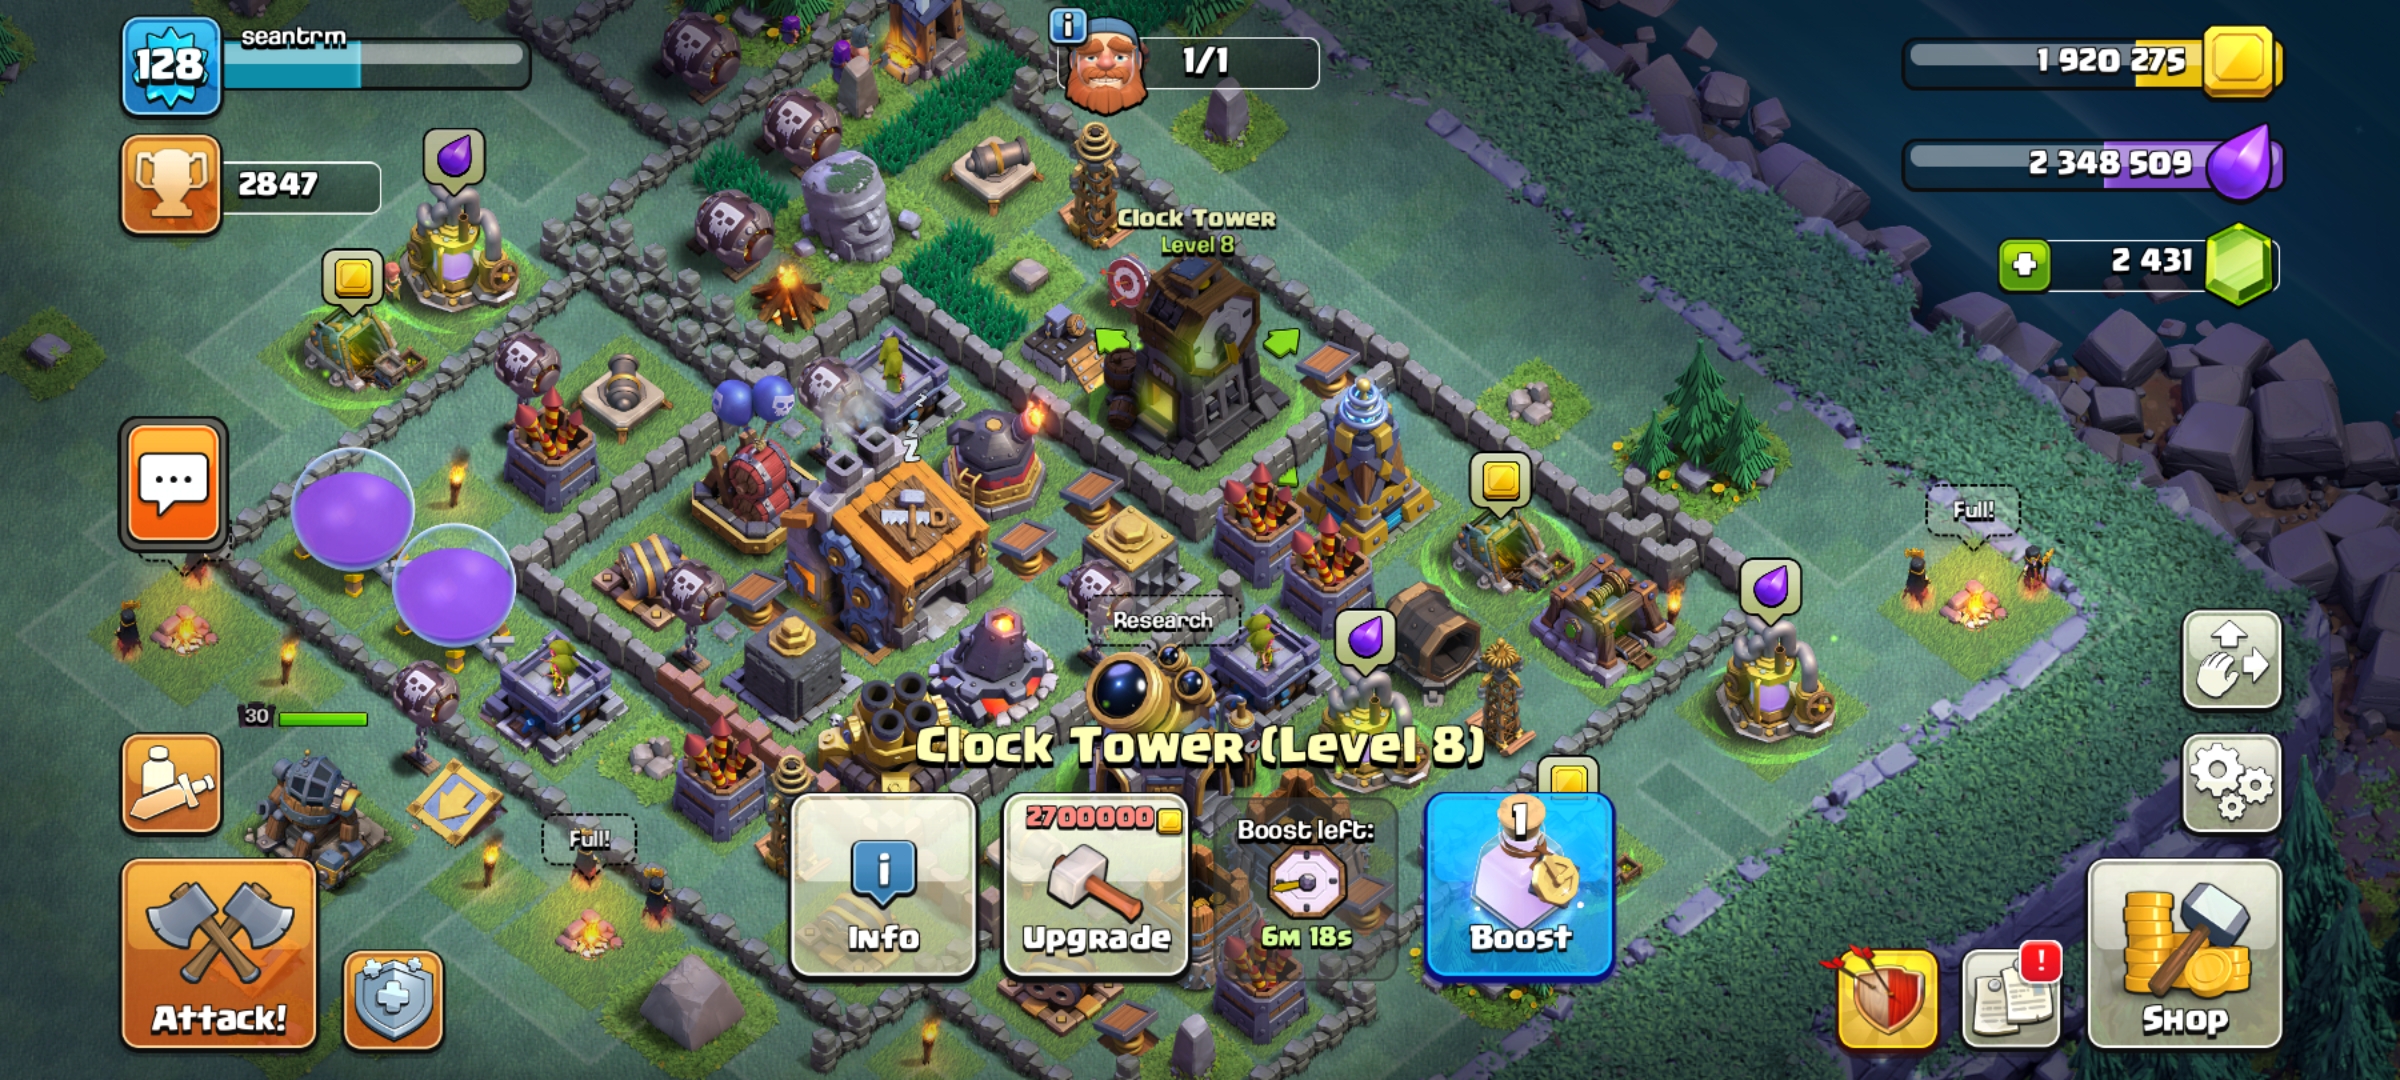 128
seantrm
1/1
1 920 275
2847
2 348 509
2 431
Clock Tower
Level 8
Z
Z
Z
Full!
Research
30
Clock Tower (Level 8)
Full!
Info
2700000
Upgrade
Boost left:
6M 18s
1
Boost
Attack!
!
Shop